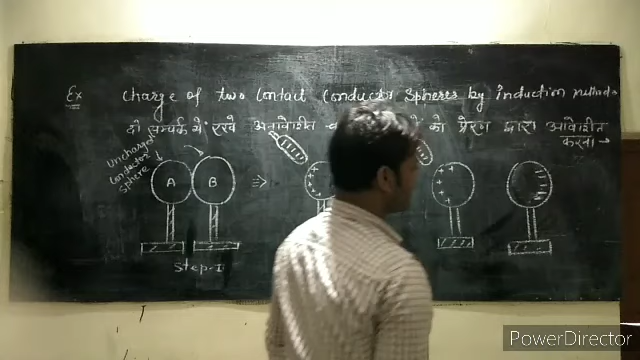 Ex Charge of two Contact Conductor Spheres by induction method
दो सम्पर्क में रखे अनावेशित को प्रेरण द्वारा आवेशित
करना →
Uncharged
Conductor
sphere
A B
Step-I
PowerDirector